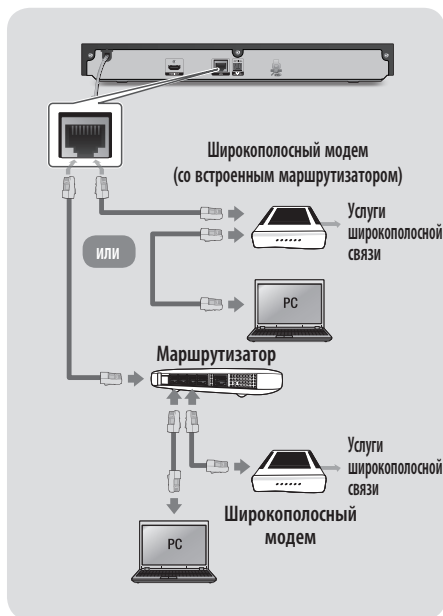 Широкополосный модем
(со встроенным маршрутизатором)
Услуги
широкополосной
связи
или
PC
Маршрутизатор
Услуги
широкополосной
связи
Широкополосный
модем
PC